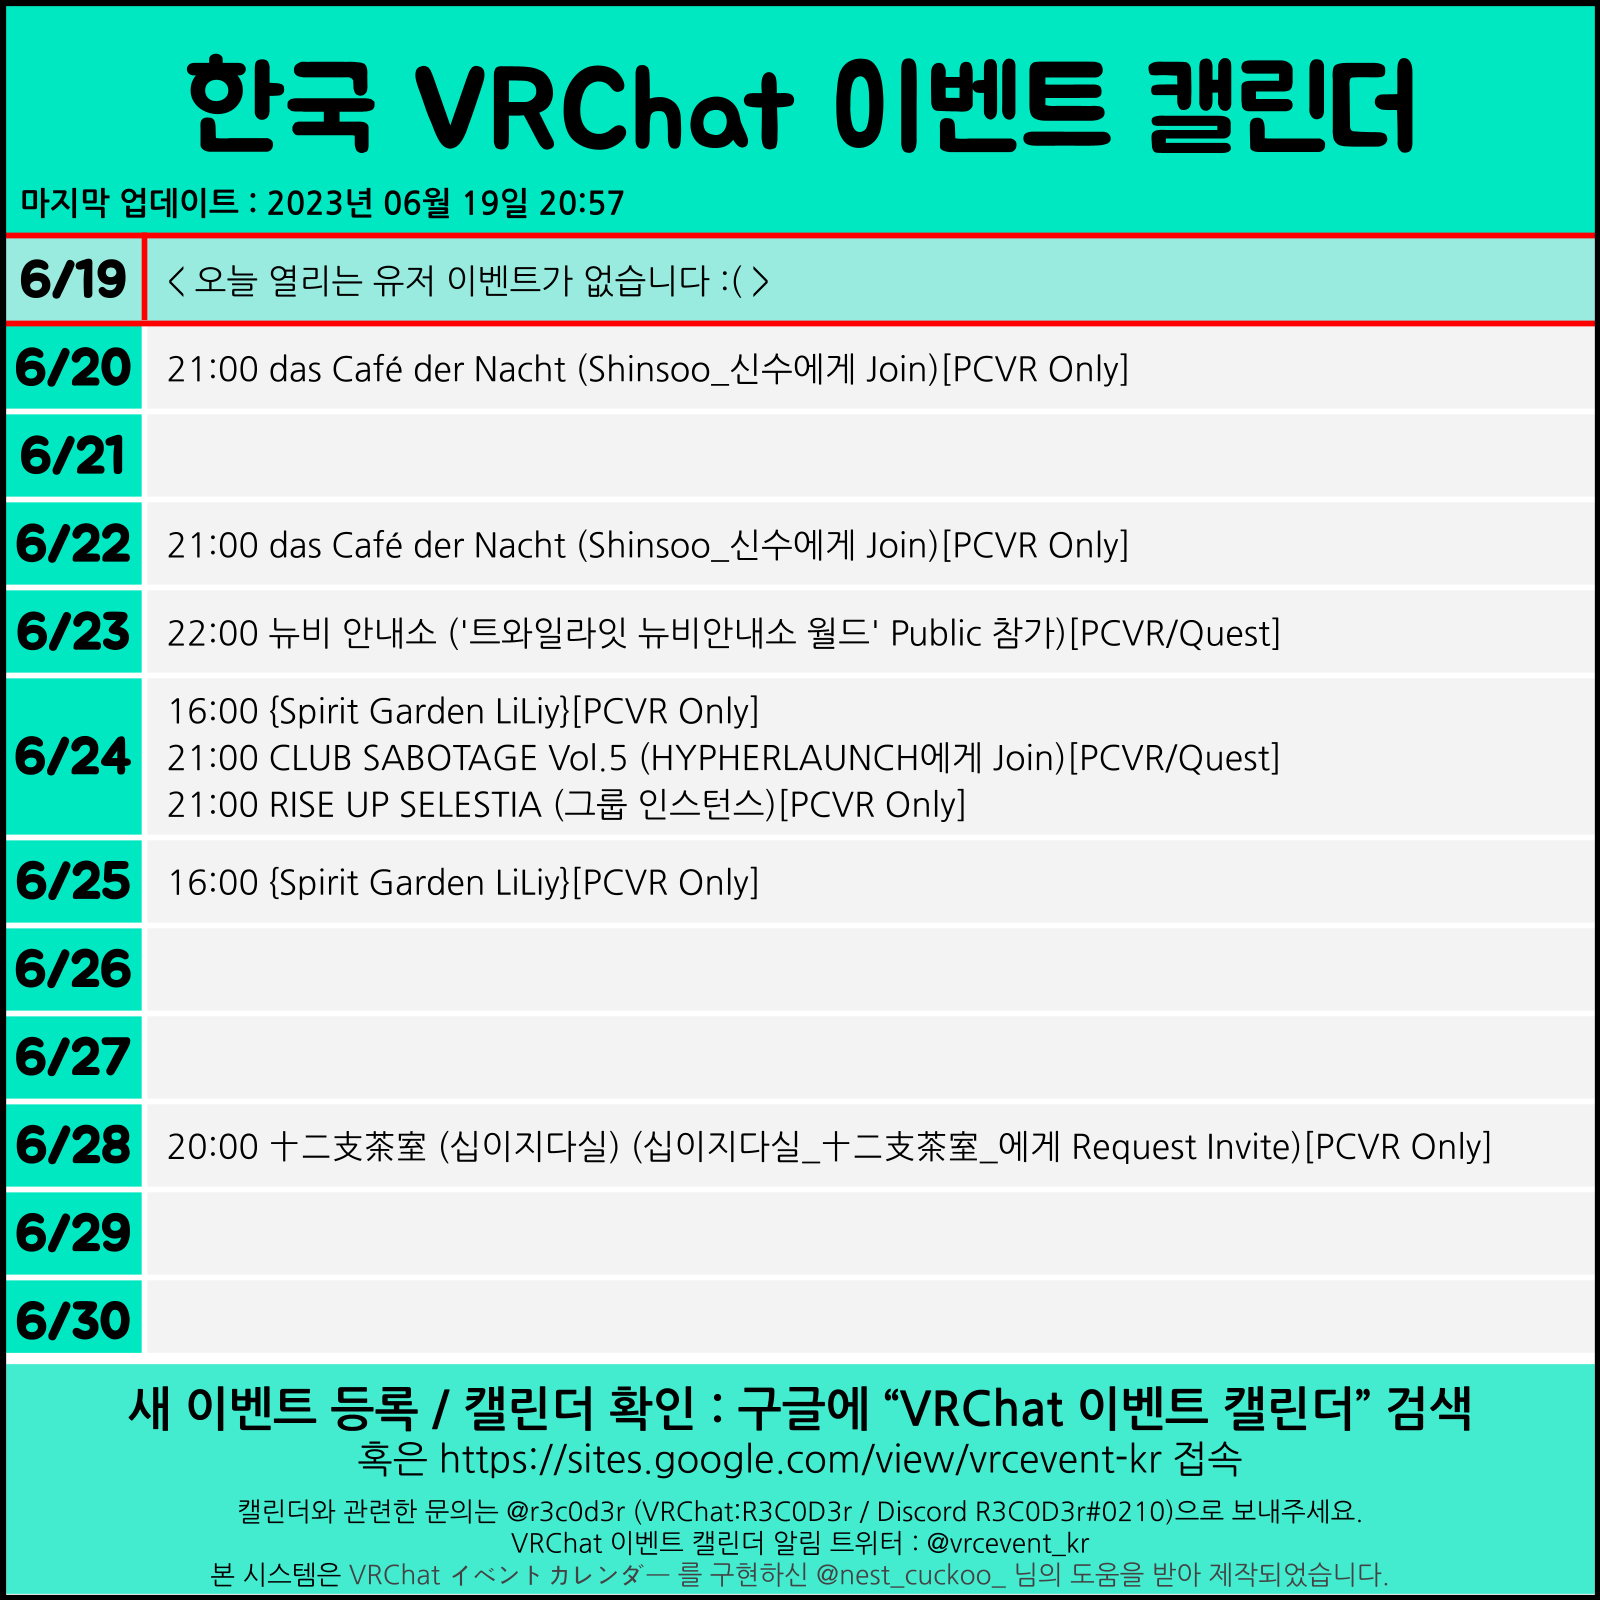 한국 VRChat 이벤트 캘린더
마지막 업데이트 : 2023년 06월 19일 20:57
6/19 < 오늘 열리는 유저 이벤트가 없습니다 :( >
6/20 21:00 das Café der Nacht (Shinsoo_신수에게 Join)[PCVR Only]
6/21
6/22 21:00 das Café der Nacht (Shinsoo_신수에게 Join)[PCVR Only]
6/23 22:00 뉴비 안내소 ('트와일라잇 뉴비안내소 월드' Public 참가)[PCVR/Quest]
6/24 16:00 {Spirit Garden LiLiy}[PCVR Only]
21:00 CLUB SABOTAGE Vol.5 (HYPHERLAUNCH에게 Join)[PCVR/Quest]
21:00 RISE UP SELESTIA (그룹 인스턴스)[PCVR Only]
6/25 16:00 {Spirit Garden LiLiy}[PCVR Only]
6/26
6/27
6/28 20:00 十二支茶室 (십이지다실) (십이지다실_十二支茶室_에게 Request Invite)[PCVR Only]
6/29
6/30
새 이벤트 등록 / 캘린더 확인 : 구글에 “VRChat 이벤트 캘린더” 검색
혹은 https://sites.google.com/view/vrcevent-kr 접속
캘린더와 관련한 문의는 @r3c0d3r (VRChat:R3C0D3r / Discord R3C0D3r#0210)으로 보내주세요.
VRChat 이벤트 캘린더 알림 트위터 : @vrcevent_kr
본 시스템은 VRChat イベントカレンダー 를 구현하신 @nest_cuckoo_ 님의 도움을 받아 제작되었습니다.